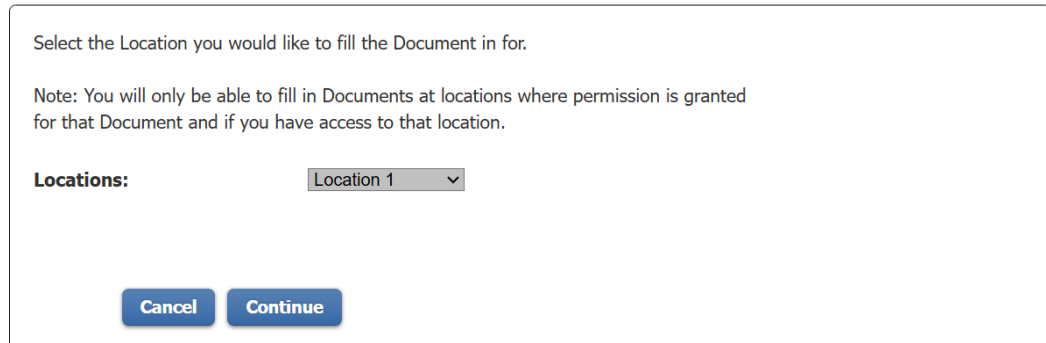 Select the Location you would like to fill the Document in for.
Note: You will only be able to fill in Documents at locations where permission is granted
for that Document and if you have access to that location.
Locations: Location 1
Cancel Continue